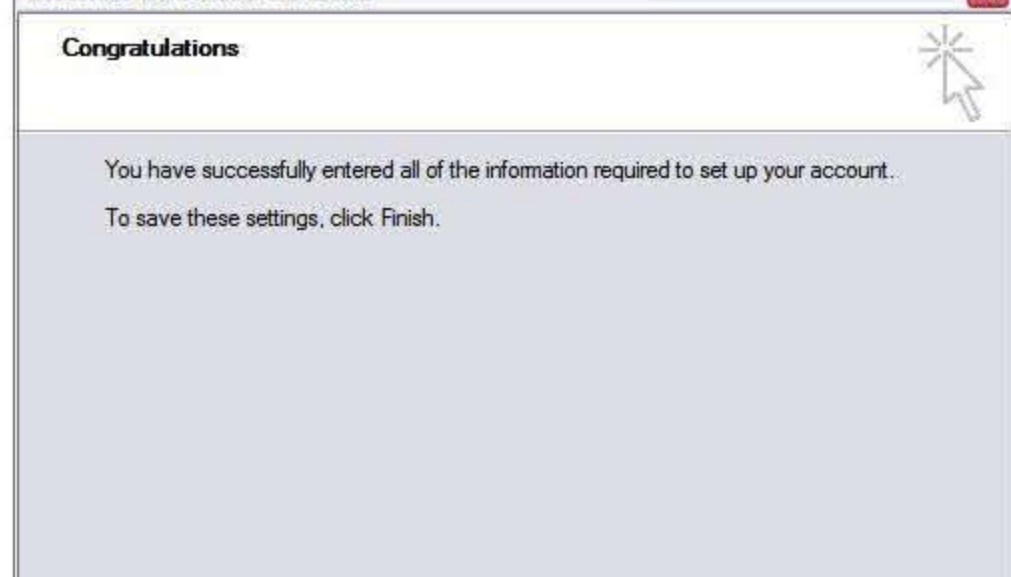 Congratulations
You have successfully entered all of the information required to set up your account.
To save these settings, click Finish.